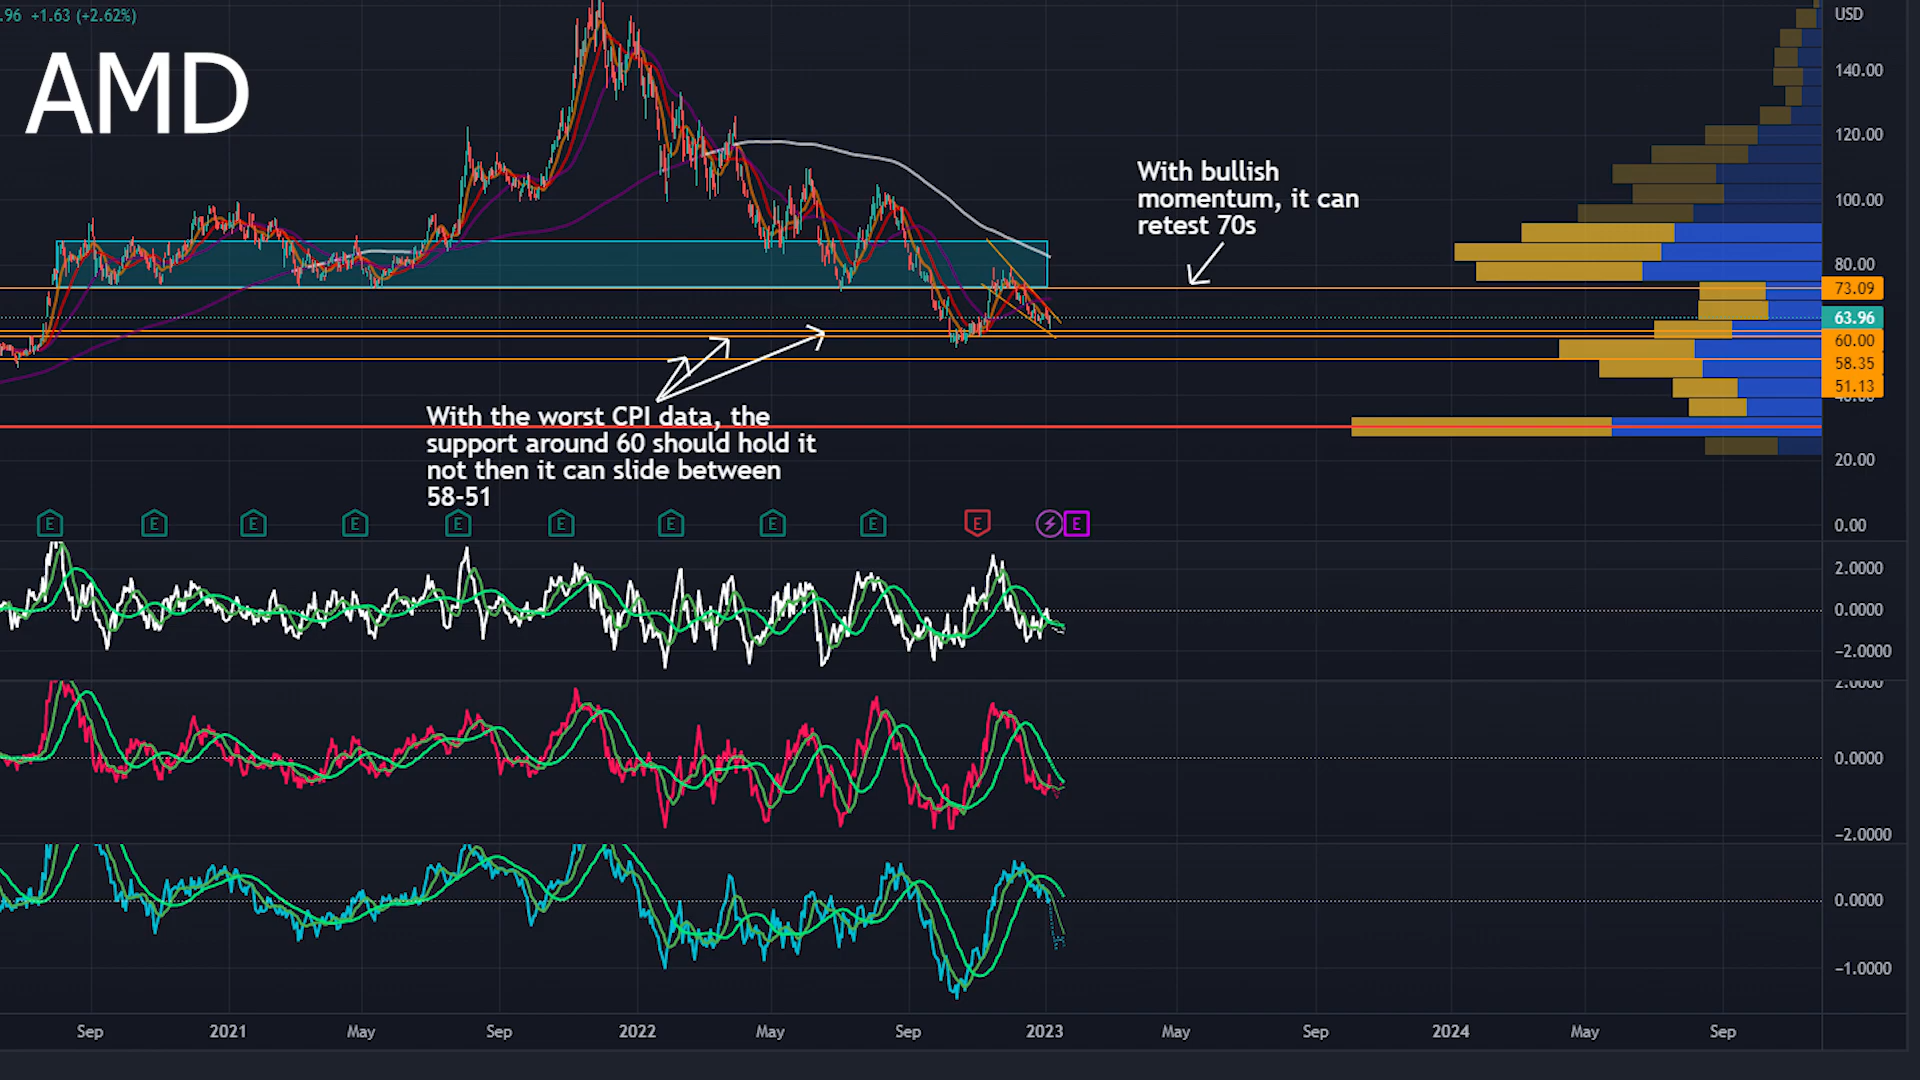 .96 +1.63 (+2.62%)
AMD
USD
140.00
120.00
100.00
80.00
73.09
63.96
60.00
58.35
51.13
20.00
0.00
With bullish
momentum, it can
retest 70s
With the worst CPI data, the
support around 60 should hold it
not then it can slide between
58-51
E E E E E E E E E E E
2.0000
0.0000
−2.0000
2.0000
0.0000
−2.0000
0.0000
−1.0000
Sep 2021 May Sep 2022 May Sep 2023 May Sep 2024 May Sep